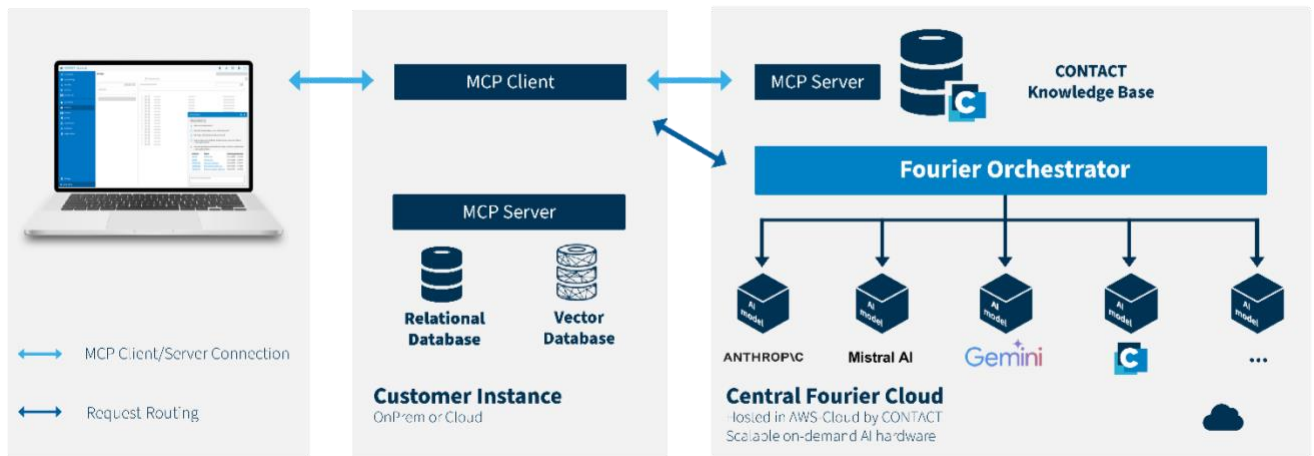 MCP Client
MCP Server
Relational
Database
Vector
Database
Customer Instance
OnPrem or Cloud
MCP Server
CONTACT
Knowledge Base
Fourier Orchestrator
AI
model
AI
model
AI
model
AI
model
AI
model
ANTHROP\C
Mistral AI
Gemini
C
...
Central Fourier Cloud
Hosted in AWS-Cloud by CONTACT
Scalable on-demand AI hardware
MCP Client/Server Connection
Request Routing